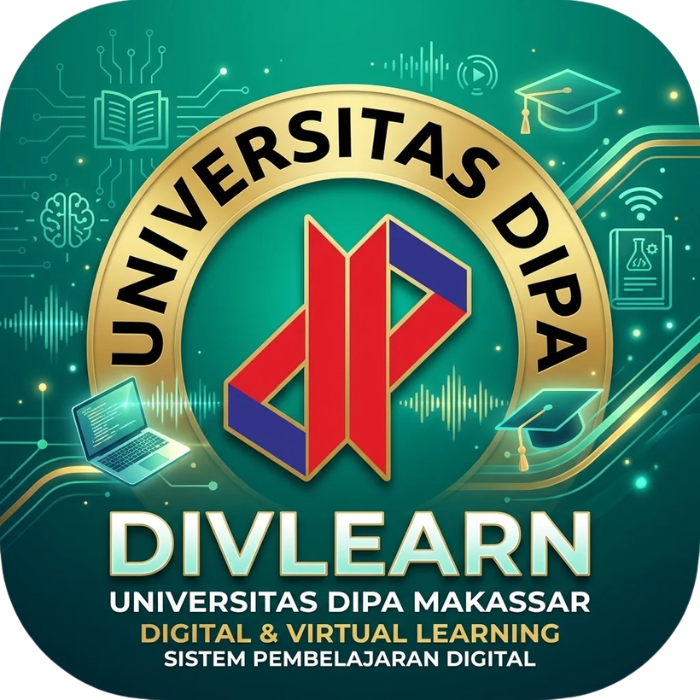 UNIVERSITAS DIPA
DIVLEARN
UNIVERSITAS DIPA MAKASSAR
DIGITAL & VIRTUAL LEARNING
SISTEM PEMBELAJARAN DIGITAL